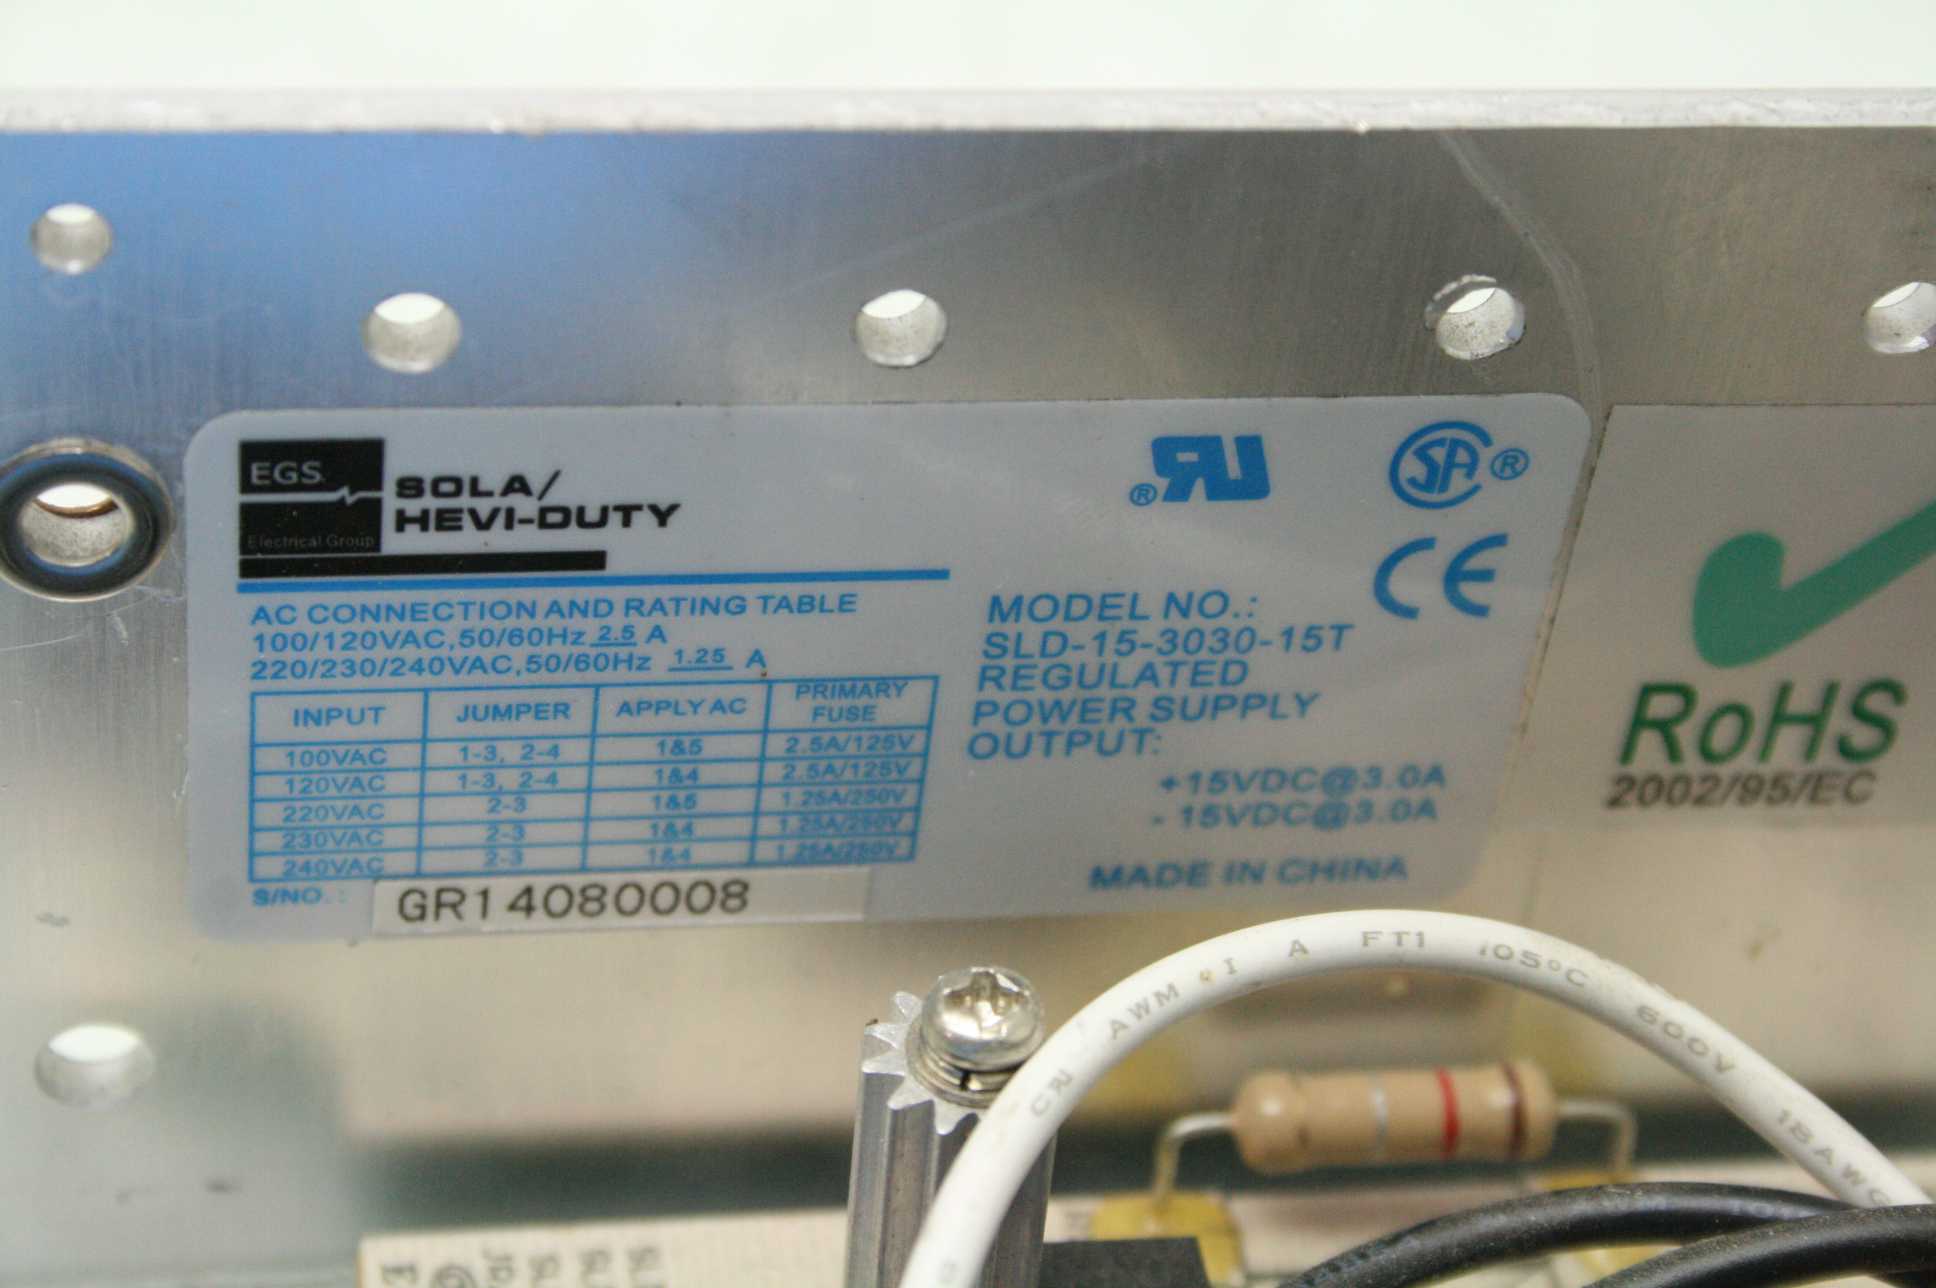 EGS
Electrical Group
SOLA/
HEVI-DUTY
AC CONNECTION AND RATING TABLE
100/120VAC,50/60Hz 2.5 A
220/230/240VAC,50/60Hz 1.25 A
INPUT JUMPER APPLY AC PRIMARY FUSE
100VAC 1-3, 2-4 1&5 2.5A/125V
120VAC 1-3, 2-4 1&4 2.5A/125V
220VAC 2-3 1&5 1.25A/250V
230VAC 2-3 1&4 1.25A/250V
240VAC 2-3 1&4 1.25A/250V
S/NO.: GR14080008
® RU
SA ®
CE
MODEL NO.:
SLD-15-3030-15T
REGULATED
POWER SUPPLY
OUTPUT:
+15VDC@3.0A
- 15VDC@3.0A
MADE IN CHINA
RoHS
2002/95/EC
AWM I A FT1 105°C 600V 18AWG